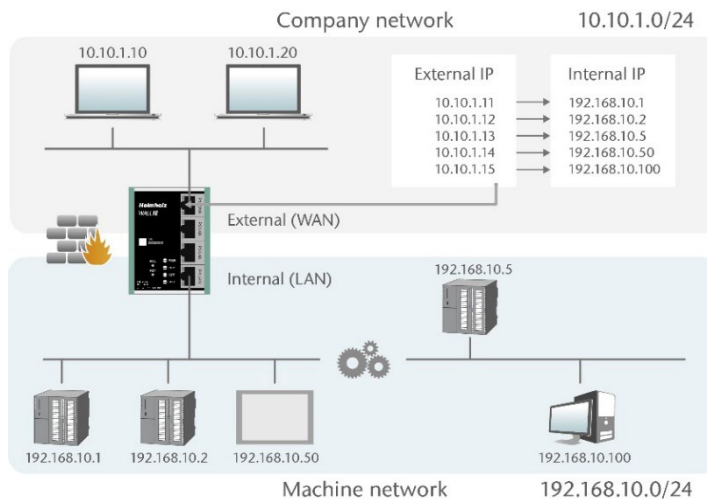 Company network 10.10.1.0/24
10.10.1.10 10.10.1.20
External IP Internal IP
10.10.1.11 192.168.10.1
10.10.1.12 192.168.10.2
10.10.1.13 192.168.10.5
10.10.1.14 192.168.10.50
10.10.1.15 192.168.10.100
Helmholz
WALL IE
External (WAN)
Internal (LAN)
192.168.10.5
192.168.10.1 192.168.10.2 192.168.10.50 192.168.10.100
Machine network 192.168.10.0/24